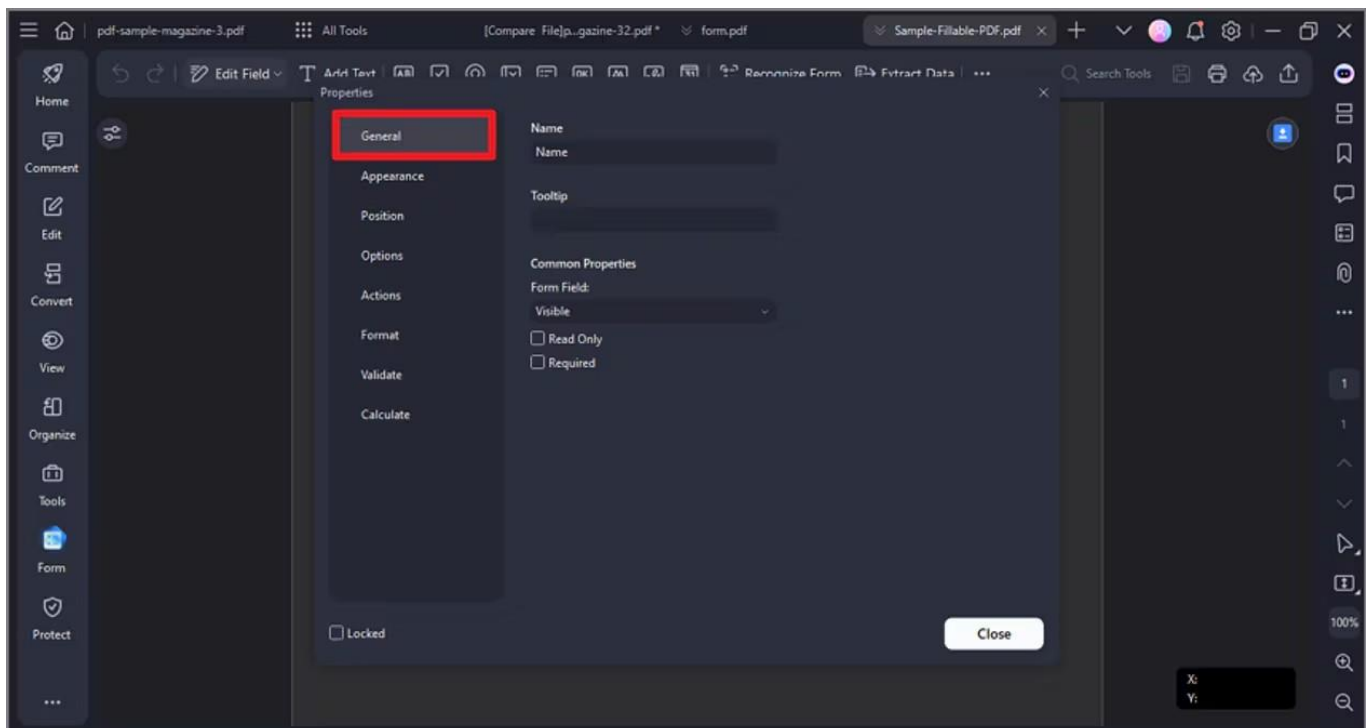 pdf-sample-magazine-3.pdf
All Tools
[Compare File]p...gazine-32.pdf *
form.pdf
Sample-Fillable-PDF.pdf
Edit Field
Add Text
Recognize Form
Extract Data
Search Tools
Home
Comment
Edit
Convert
View
Organize
Tools
Form
Protect
Properties
General
Appearance
Position
Options
Actions
Format
Validate
Calculate
Name
Name
Tooltip
Common Properties
Form Field:
Visible
Read Only
Required
Locked
Close
1
1
100%
X:
Y: